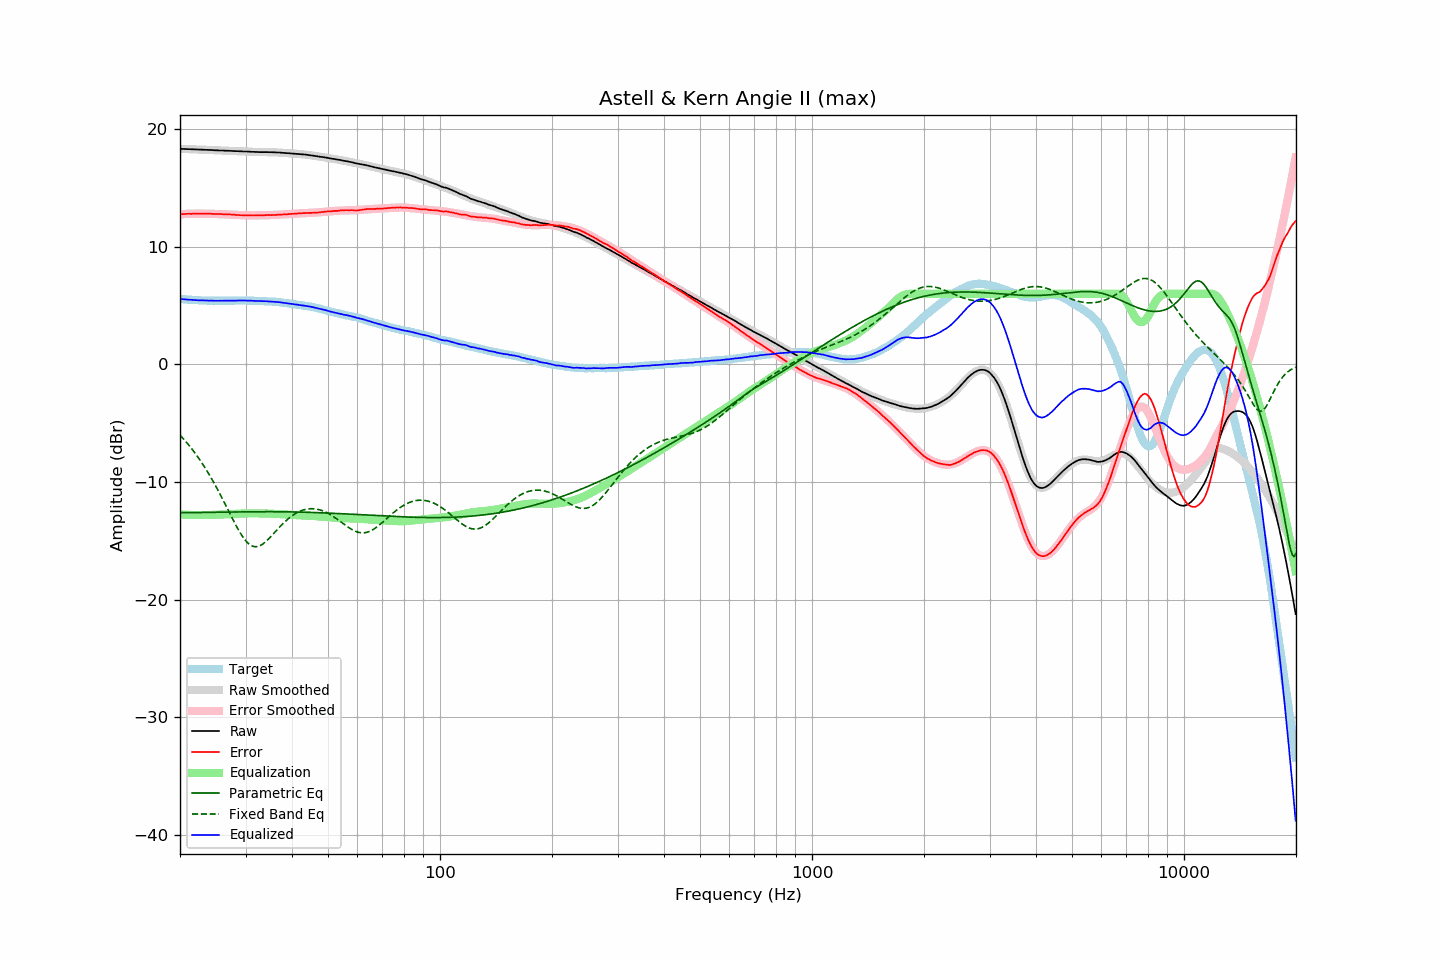 Astell & Kern Angie II (max)
20
10
0
−10
−20
−30
−40
Amplitude (dBr)
Target
Raw Smoothed
Error Smoothed
Raw
Error
Equalization
Parametric Eq
Fixed Band Eq
Equalized
100
1000
10000
Frequency (Hz)